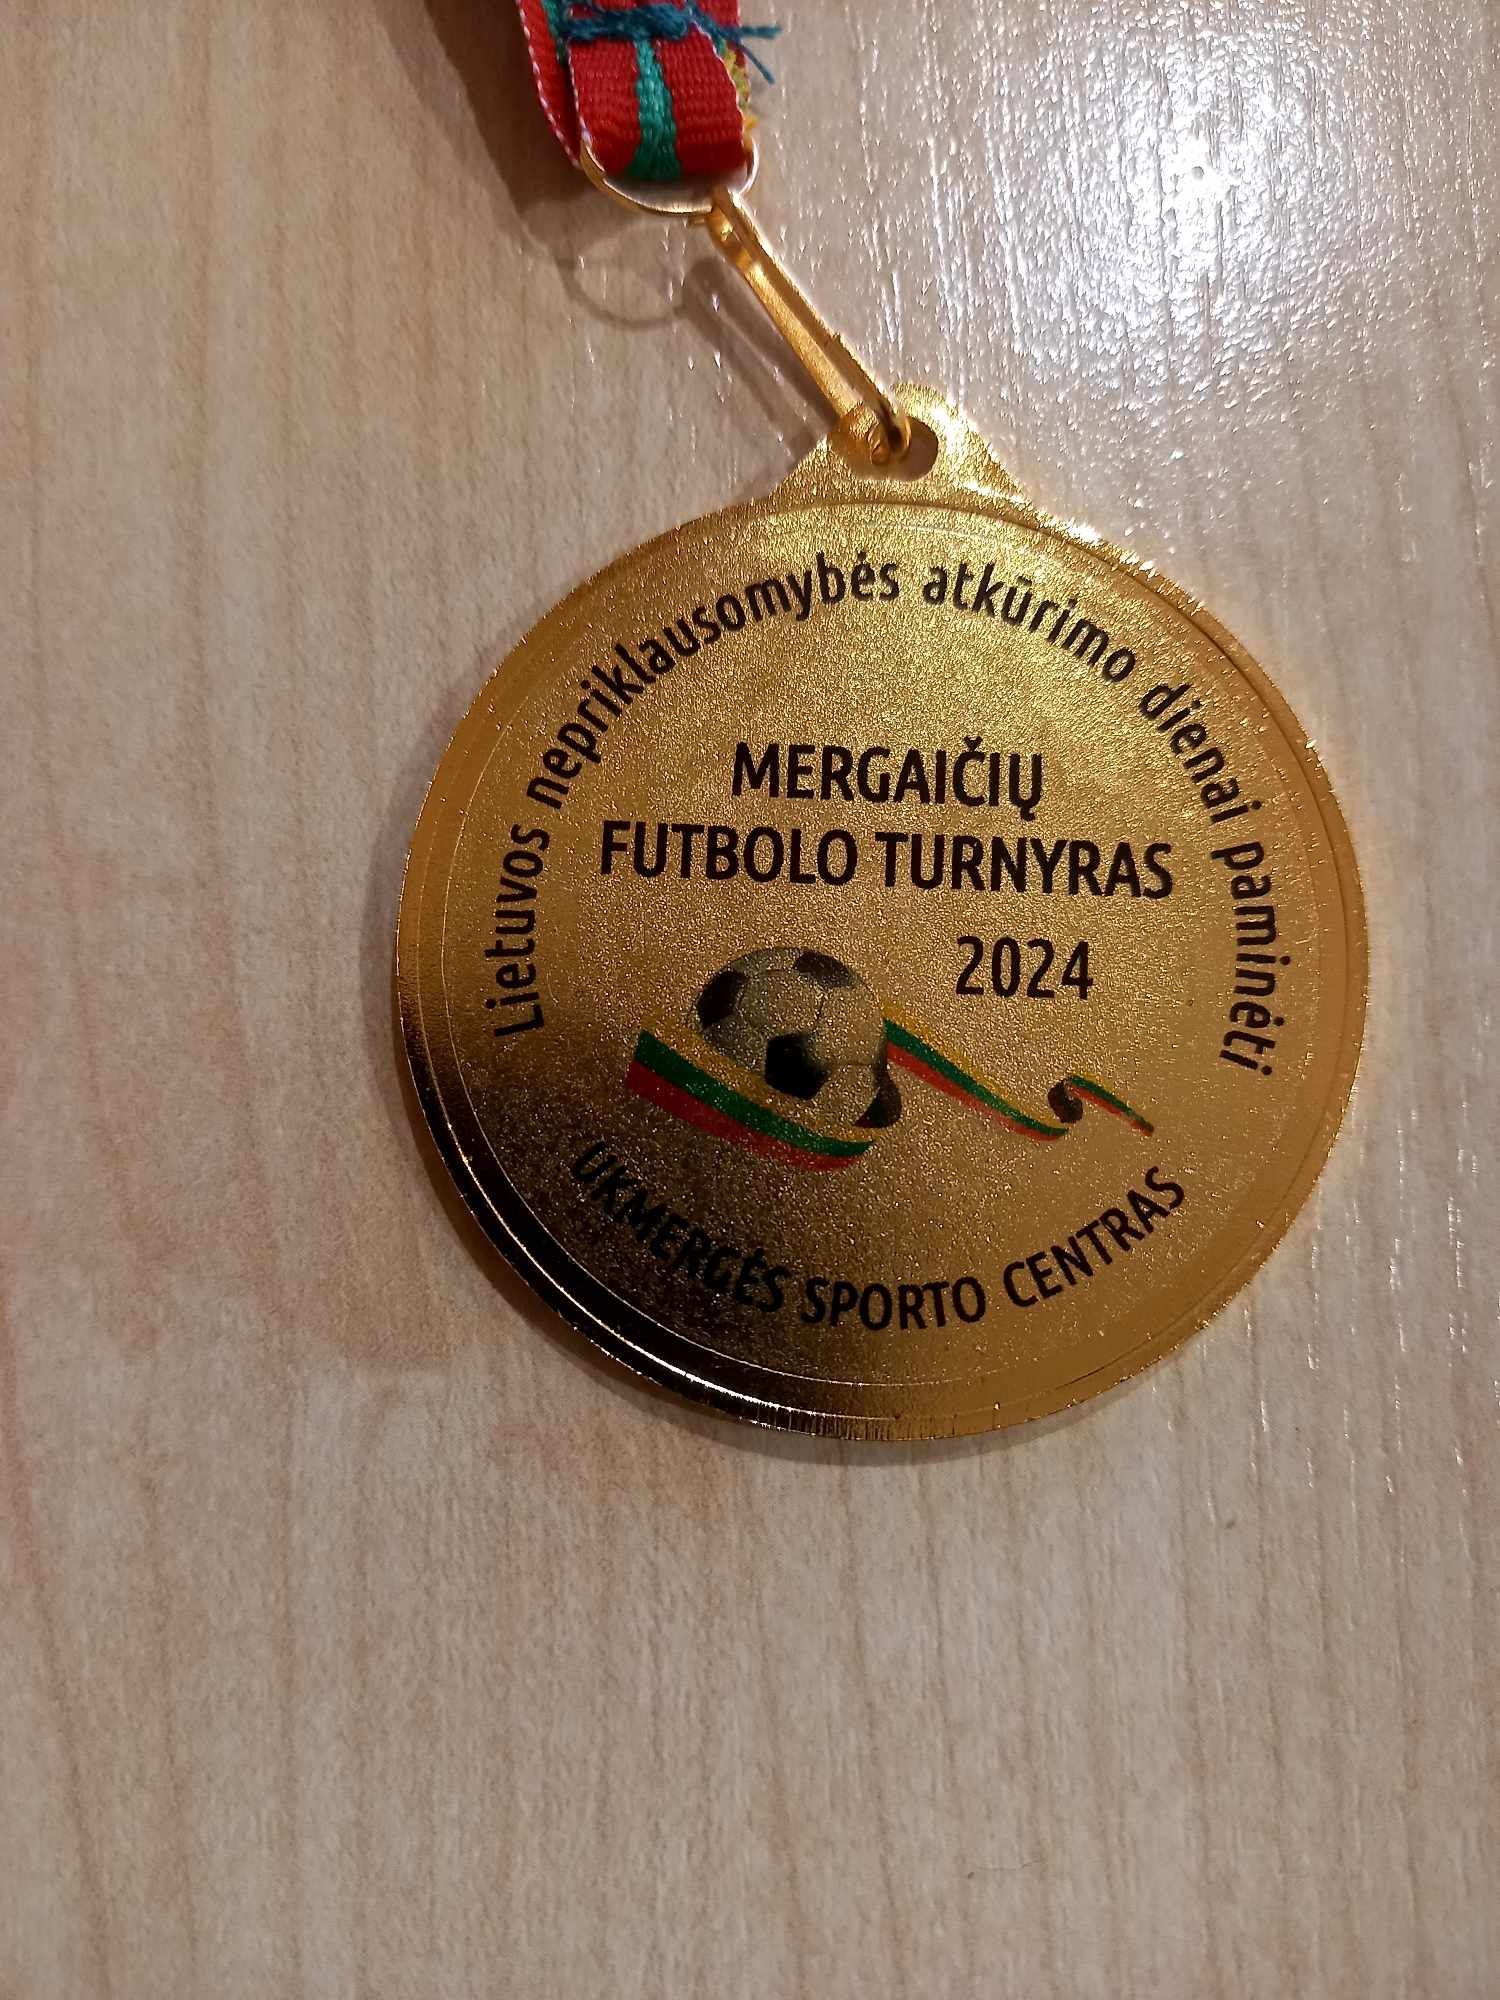 Lietuvos nepriklausomybės atkūrimo dienai paminėti
MERGAIČIŲ
FUTBOLO TURNYRAS
2024
UKMERGĖS SPORTO CENTRAS